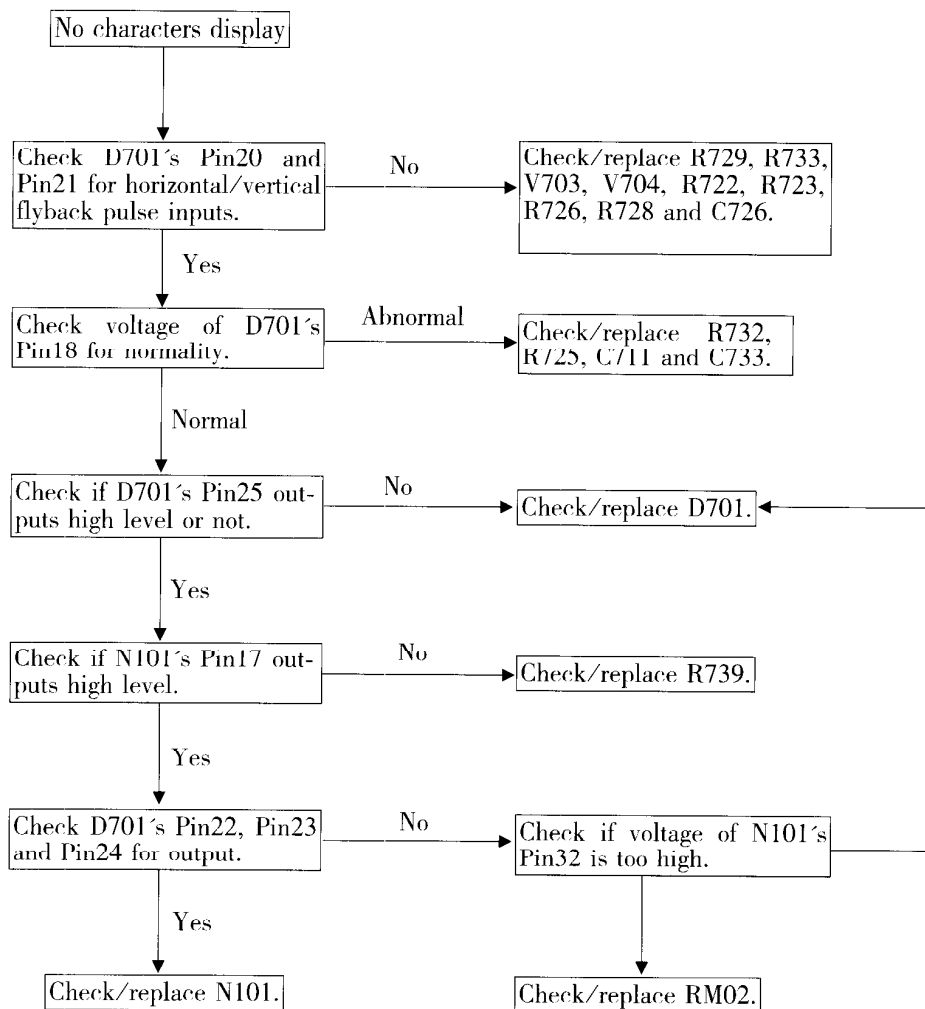 No characters display
Check D701´s Pin20 and
Pin21 for horizontal/vertical
flyback pulse inputs.
No
Check/replace R729, R733,
V703, V704, R722, R723,
R726, R728 and C726.
Yes
Check voltage of D701´s
Pin18 for normality.
Abnormal
Check/replace R732,
R725, C711 and C733.
Normal
Check if D701´s Pin25 out-
puts high level or not.
No
Check/replace D701.
Yes
Check if N101´s Pin17 out-
puts high level.
No
Check/replace R739.
Yes
Check D701´s Pin22, Pin23
and Pin24 for output.
No
Check if voltage of N101´s
Pin32 is too high.
Yes
Check/replace N101.
Check/replace RM02.